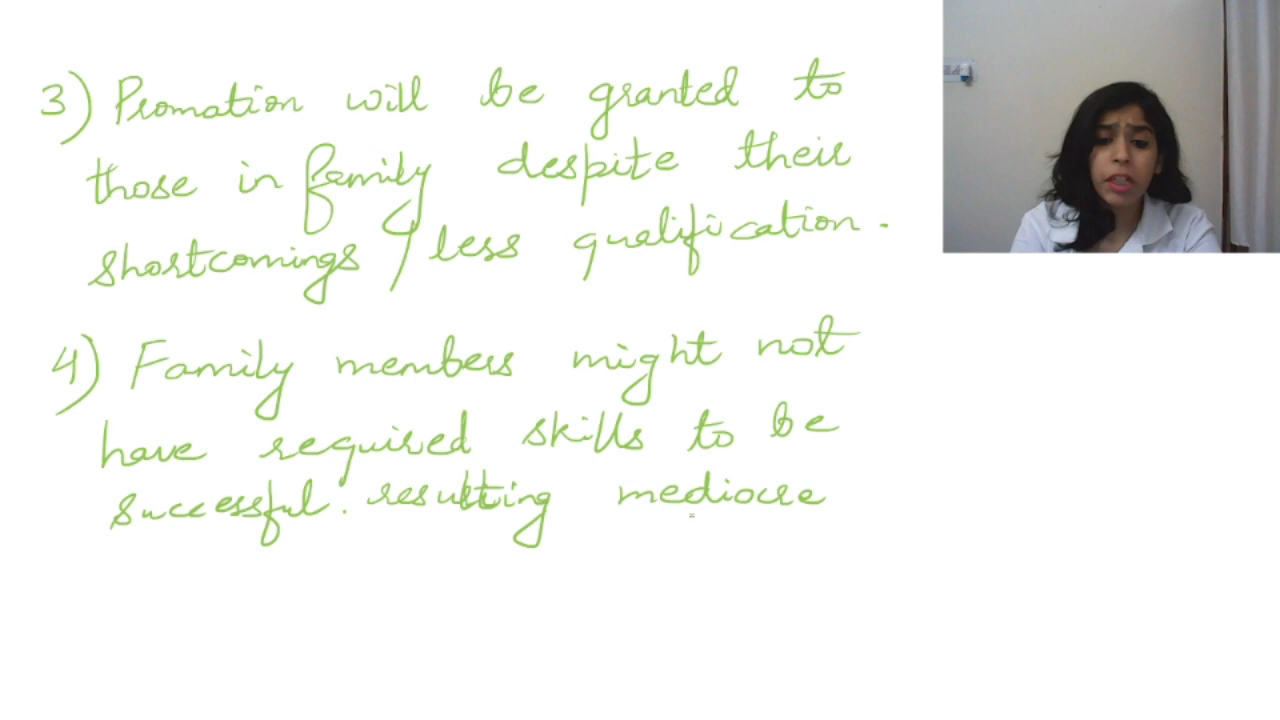 3) Promation will be granted to
those in family despite their
shortcomings / less qualification.
4) Family members might not
have required skills to be
successful. resulting mediocre